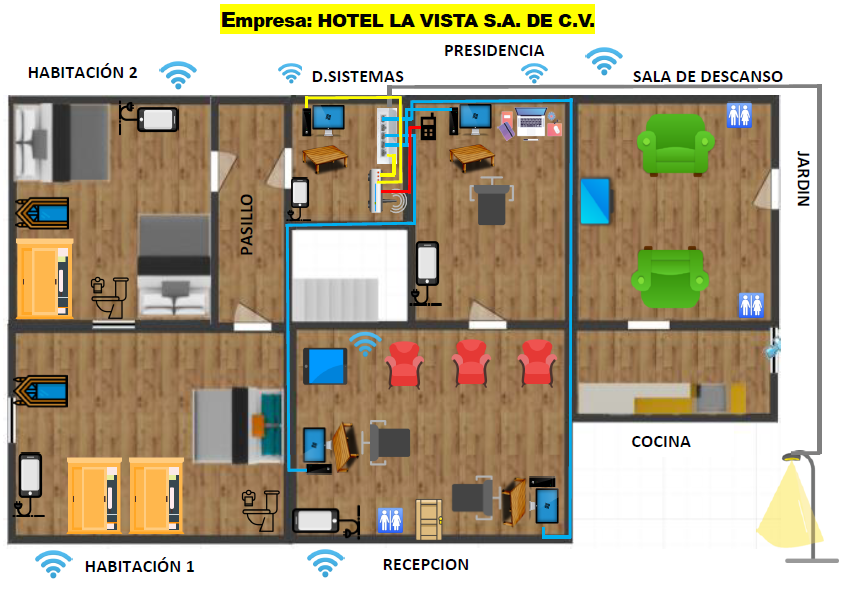 Empresa: HOTEL LA VISTA S.A. DE C.V.
PRESIDENCIA
HABITACIÓN 2
D.SISTEMAS
SALA DE DESCANSO
JARDIN
PASILLO
COCINA
HABITACIÓN 1
RECEPCION